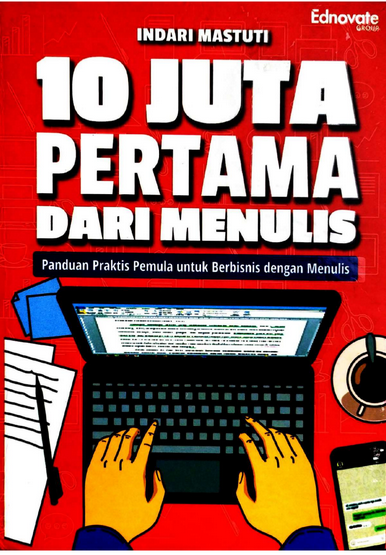 Ednovate
GROUP
INDARI MASTUTI
10 JUTA
PERTAMA
DARI MENULIS
Panduan Praktis Pemula untuk Berbisnis dengan Menulis